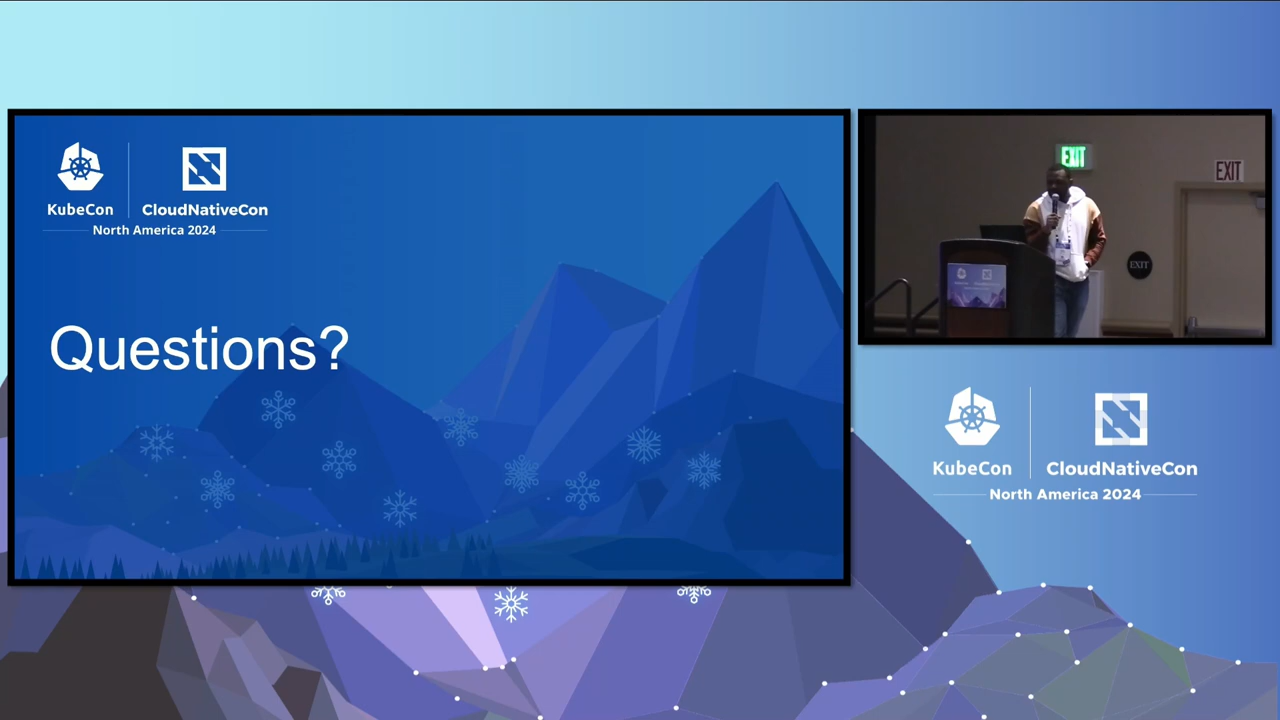 KubeCon
CloudNativeCon
North America 2024
Questions?
EXIT
EXIT
EXIT
KubeCon
CloudNativeCon
North America 2024